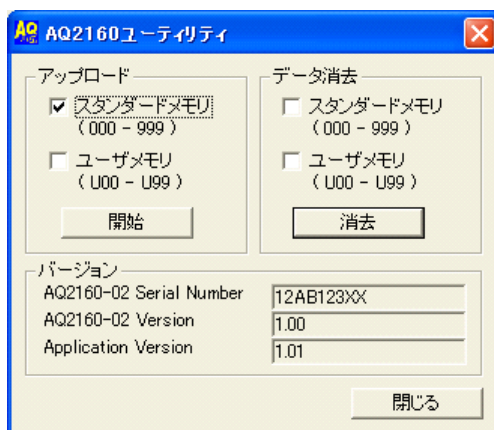 AQ2160ユーティリティ
アップロード
スタンダードメモリ
(000 - 999)
ユーザメモリ
(U00 - U99)
開始
データ消去
スタンダードメモリ
(000 - 999)
ユーザメモリ
(U00 - U99)
消去
バージョン
AQ2160-02 Serial Number 12AB123XX
AQ2160-02 Version 1.00
Application Version 1.01
閉じる